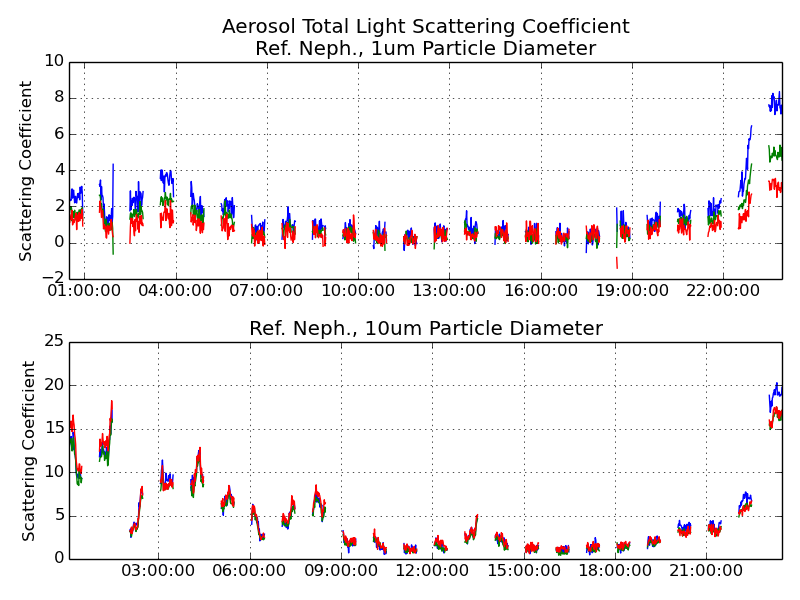 Aerosol Total Light Scattering Coefficient
Ref. Neph., 1um Particle Diameter
Scattering Coefficient
10
8
6
4
2
0
−2
01:00:00 04:00:00 07:00:00 10:00:00 13:00:00 16:00:00 19:00:00 22:00:00
Ref. Neph., 10um Particle Diameter
Scattering Coefficient
25
20
15
10
5
0
03:00:00 06:00:00 09:00:00 12:00:00 15:00:00 18:00:00 21:00:00